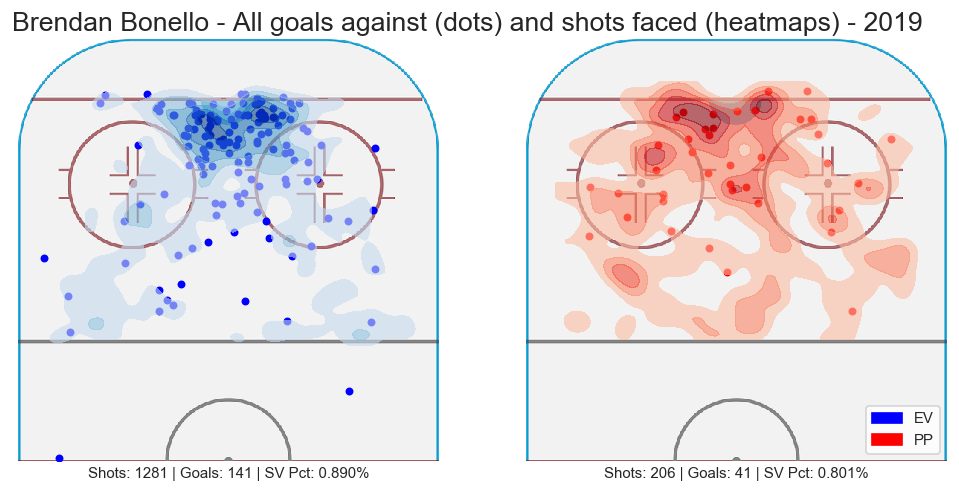 Brendan Bonello - All goals against (dots) and shots faced (heatmaps) - 2019
EV
PP
Shots: 1281 | Goals: 141 | SV Pct: 0.890%
Shots: 206 | Goals: 41 | SV Pct: 0.801%